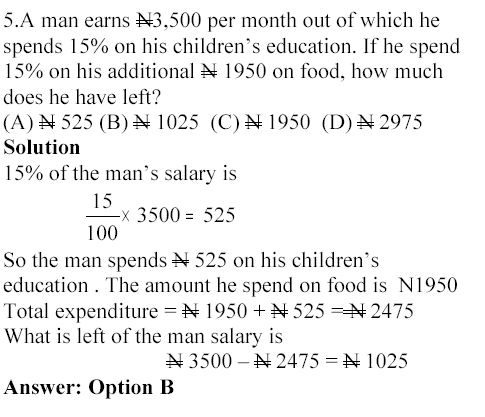 5.A man earns ₦3,500 per month out of which he
spends 15% on his children’s education. If he spend
15% on his additional ₦ 1950 on food, how much
does he have left?
(A) ₦ 525 (B) ₦ 1025 (C) ₦ 1950 (D) ₦ 2975
Solution
15% of the man’s salary is
15
100
× 3500 = 525
So the man spends ₦ 525 on his children’s
education . The amount he spend on food is N1950
Total expenditure = ₦ 1950 + ₦ 525 =₦ 2475
What is left of the man salary is
₦ 3500 – ₦ 2475 = ₦ 1025
Answer: Option B